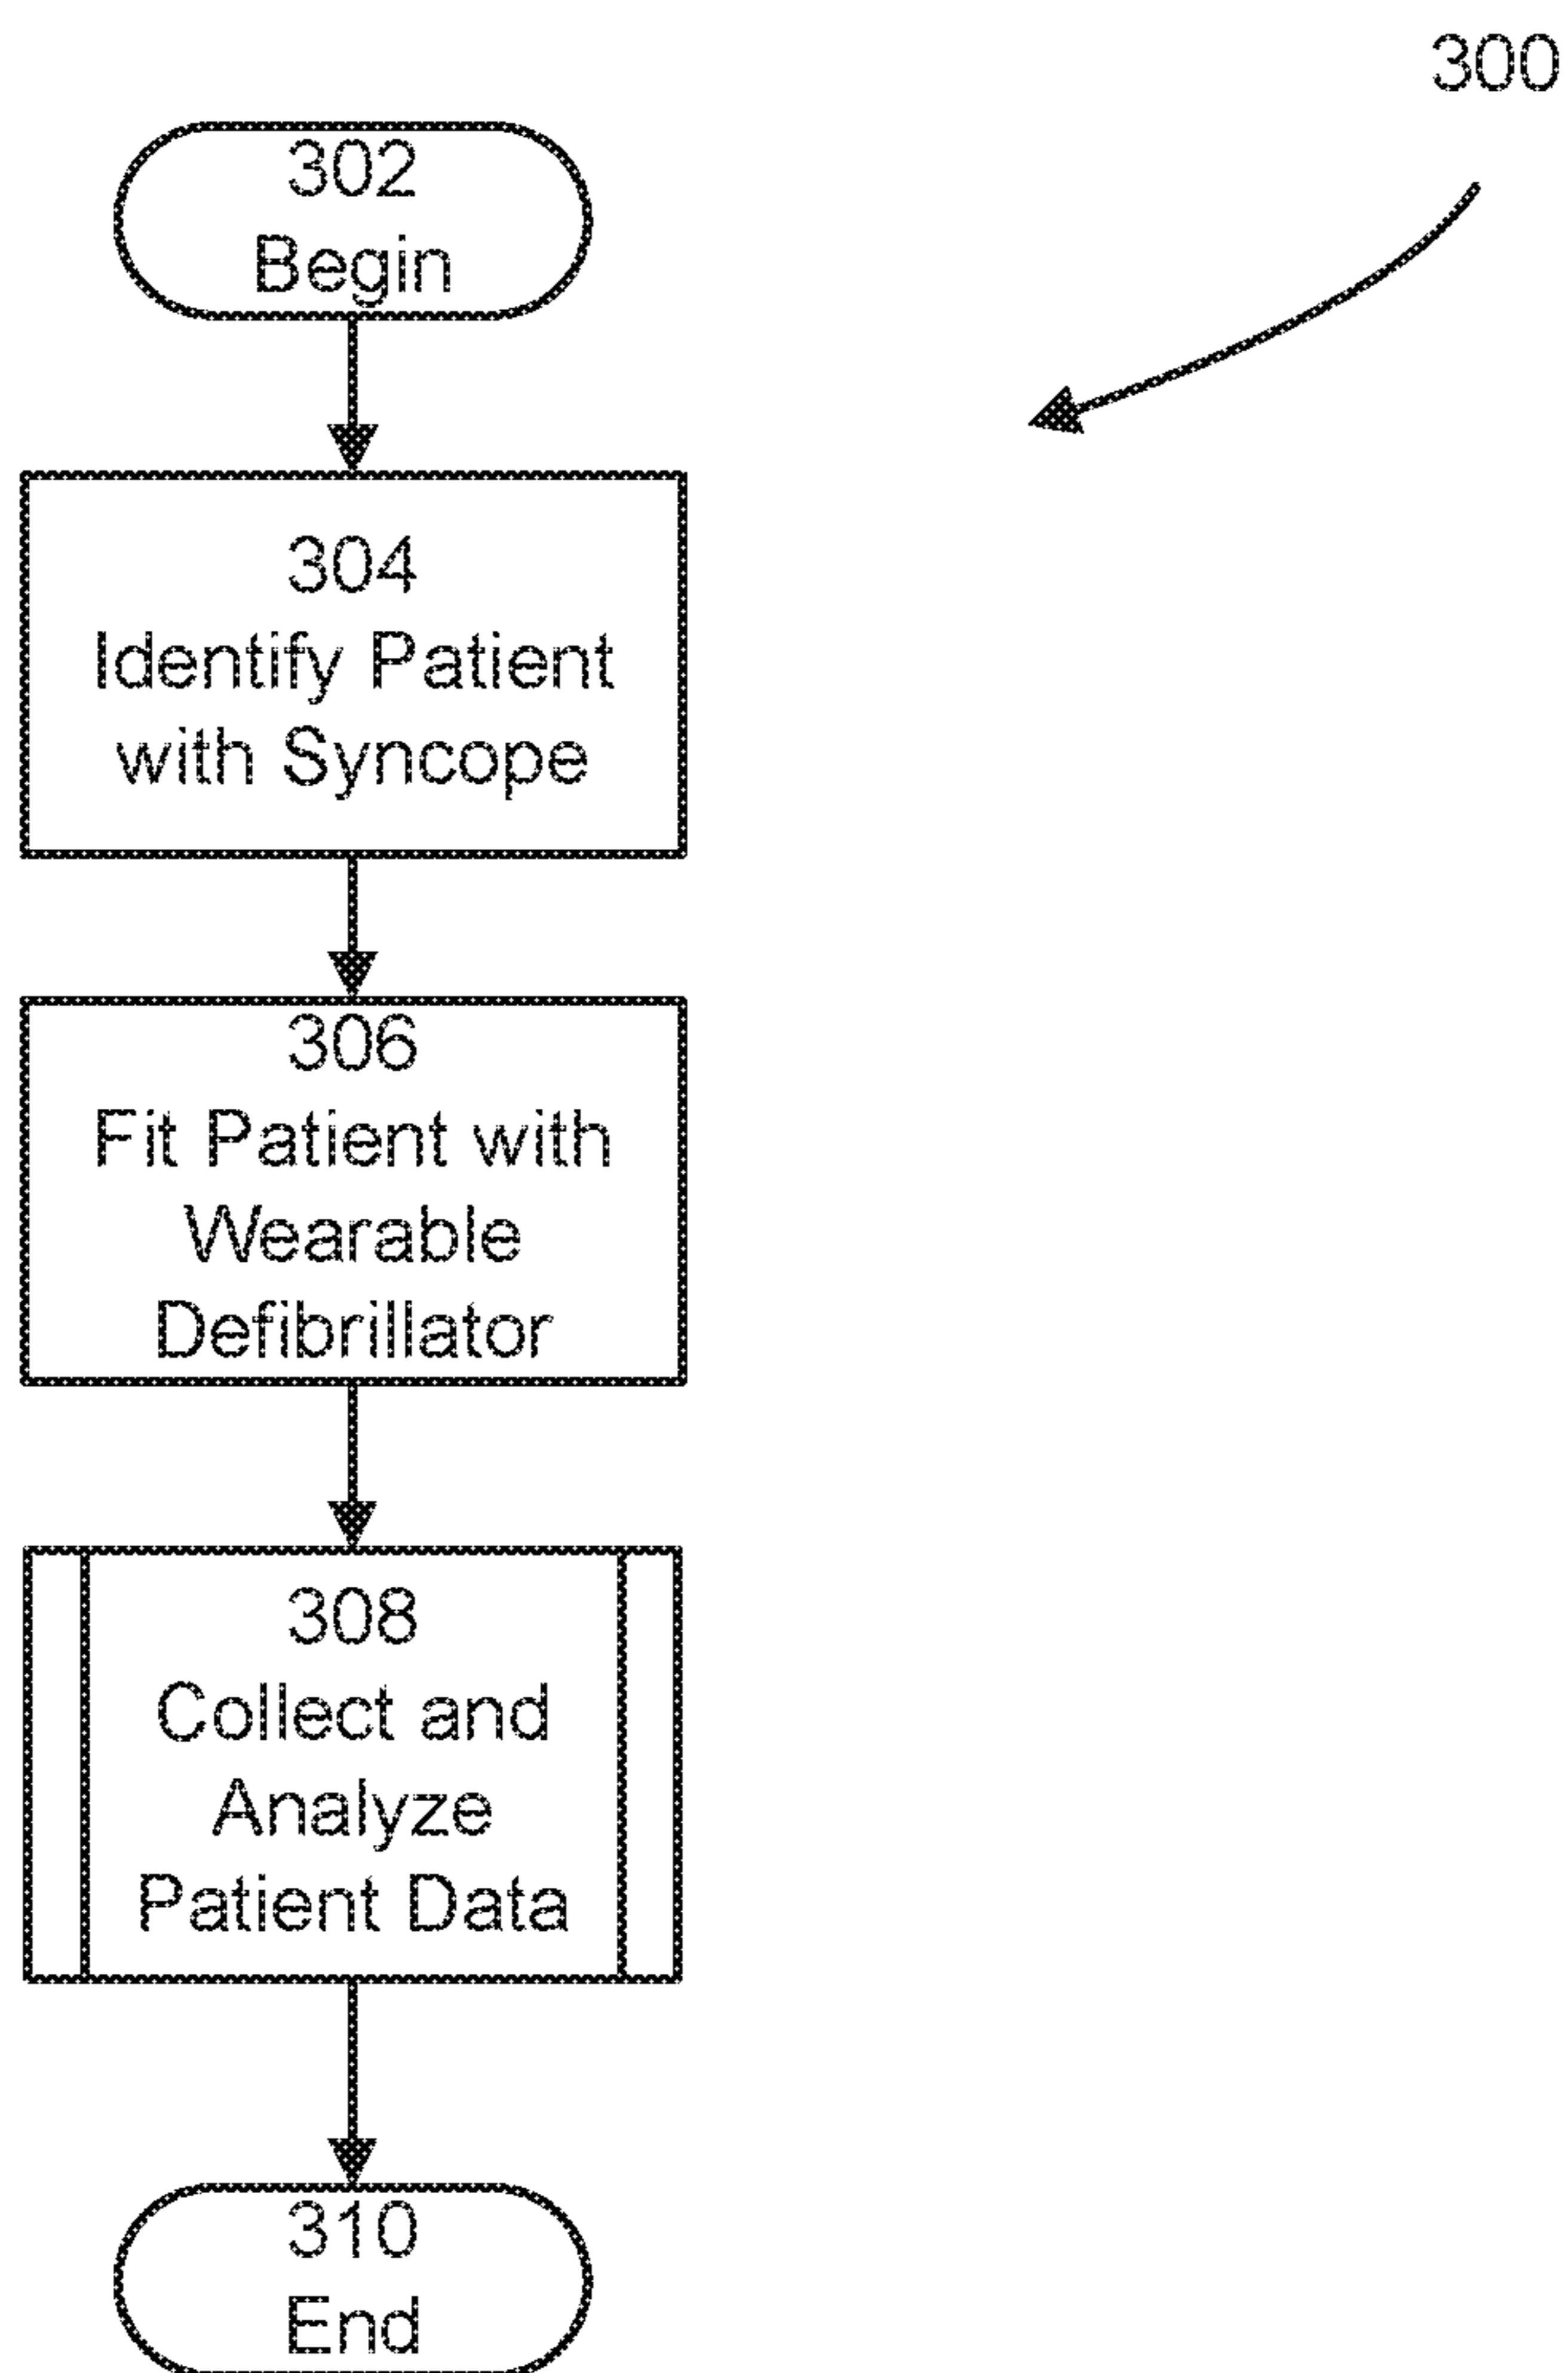 300
302
Begin
304
Identify Patient
with Syncope
306
Fit Patient with
Wearable
Defibrillator
308
Collect and
Analyze
Patient Data
310
End